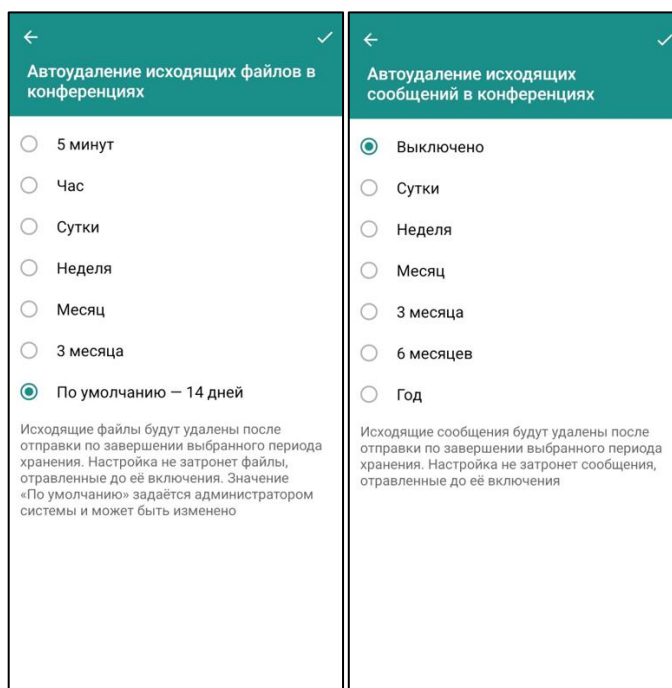 Автоудаление исходящих файлов в
конференциях
5 минут
Час
Сутки
Неделя
Месяц
3 месяца
По умолчанию — 14 дней
Исходящие файлы будут удалены после
отправки по завершении выбранного периода
хранения. Настройка не затронет файлы,
отравленные до её включения. Значение
«По умолчанию» задаётся администратором
системы и может быть изменено
Автоудаление исходящих
сообщений в конференциях
Выключено
Сутки
Неделя
Месяц
3 месяца
6 месяцев
Год
Исходящие сообщения будут удалены после
отправки по завершении выбранного периода
хранения. Настройка не затронет сообщения,
отравленные до её включения